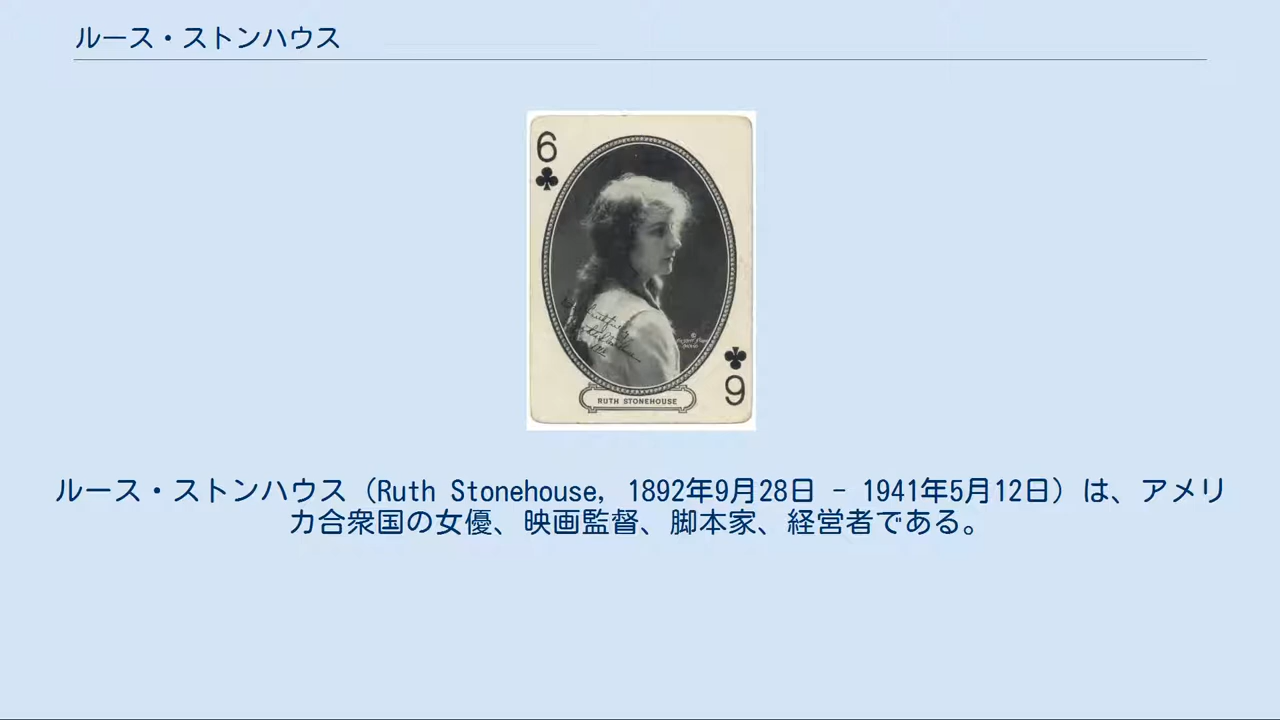 ルース・ストンハウス
6
RUTH STONEHOUSE
6
ルース・ストンハウス（Ruth Stonehouse, 1892年9月28日 - 1941年5月12日）は、アメリ
カ合衆国の女優、映画監督、脚本家、経営者である。